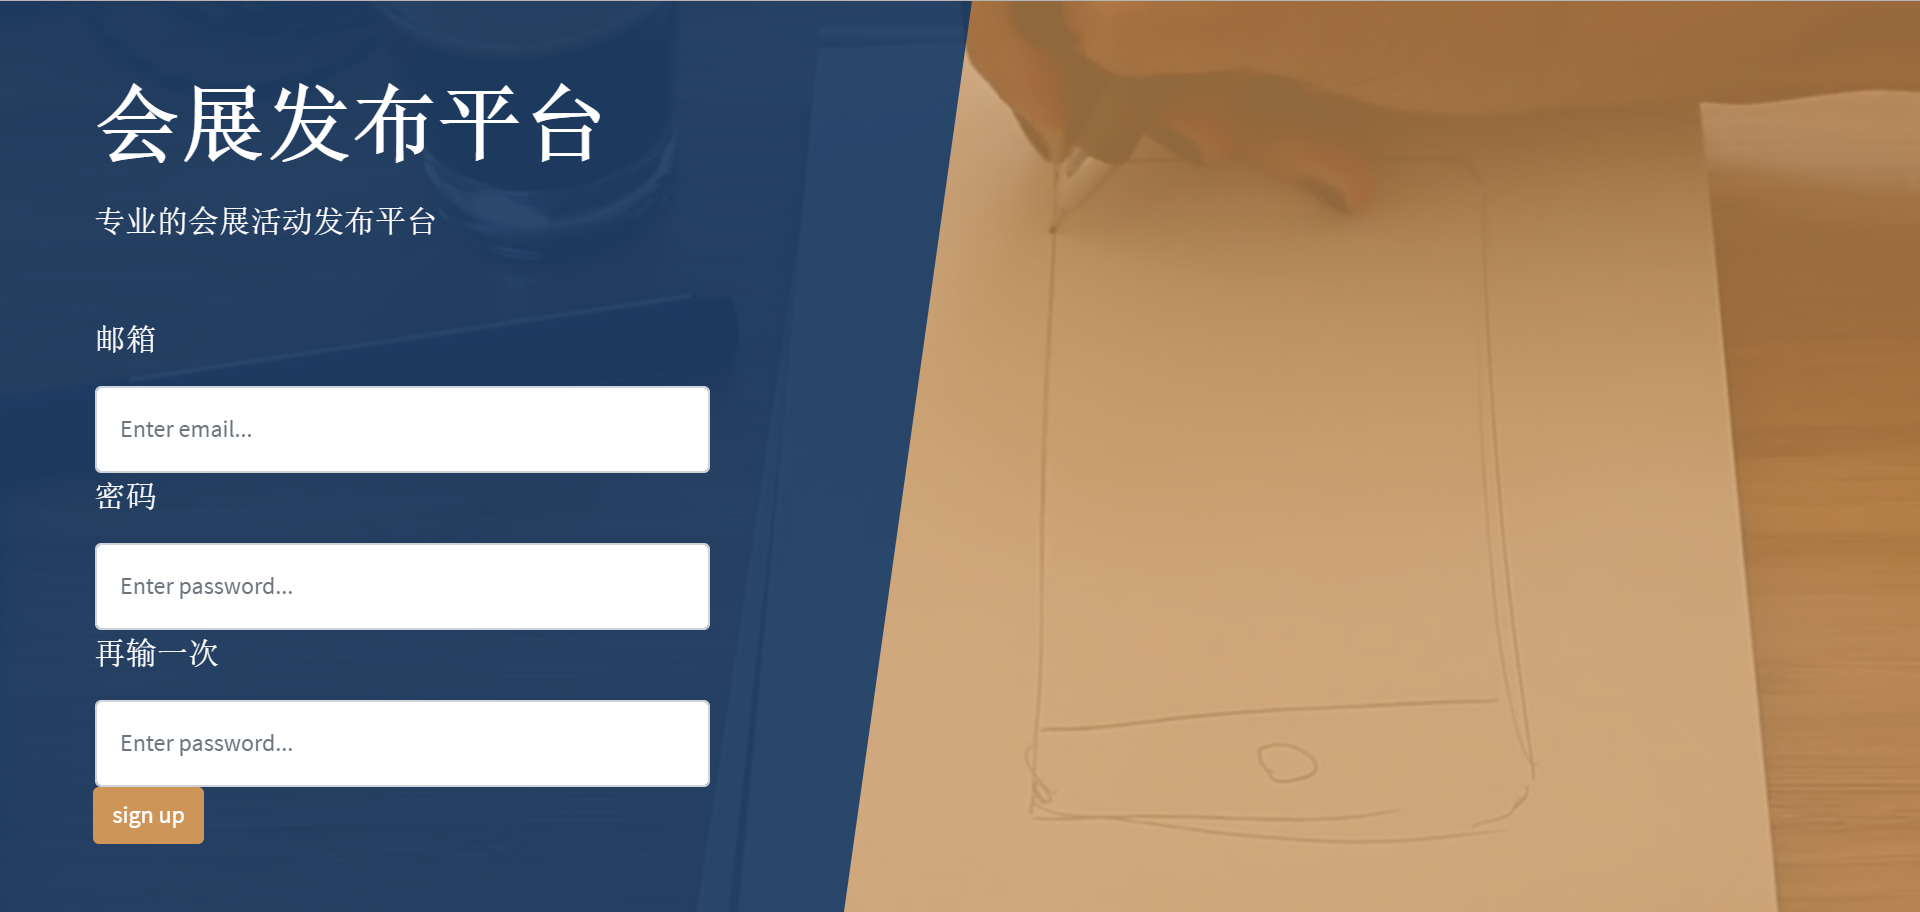 会展发布平台
专业的会展活动发布平台
邮箱
Enter email...
密码
Enter password...
再输一次
Enter password...
sign up